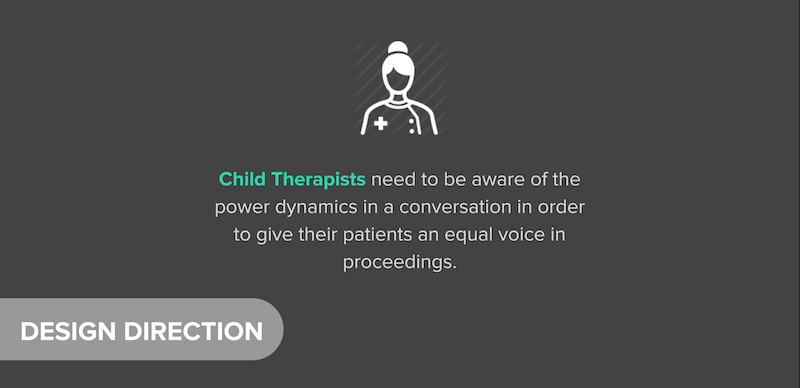 Child Therapists need to be aware of the
power dynamics in a conversation in order
to give their patients an equal voice in
proceedings.
DESIGN DIRECTION